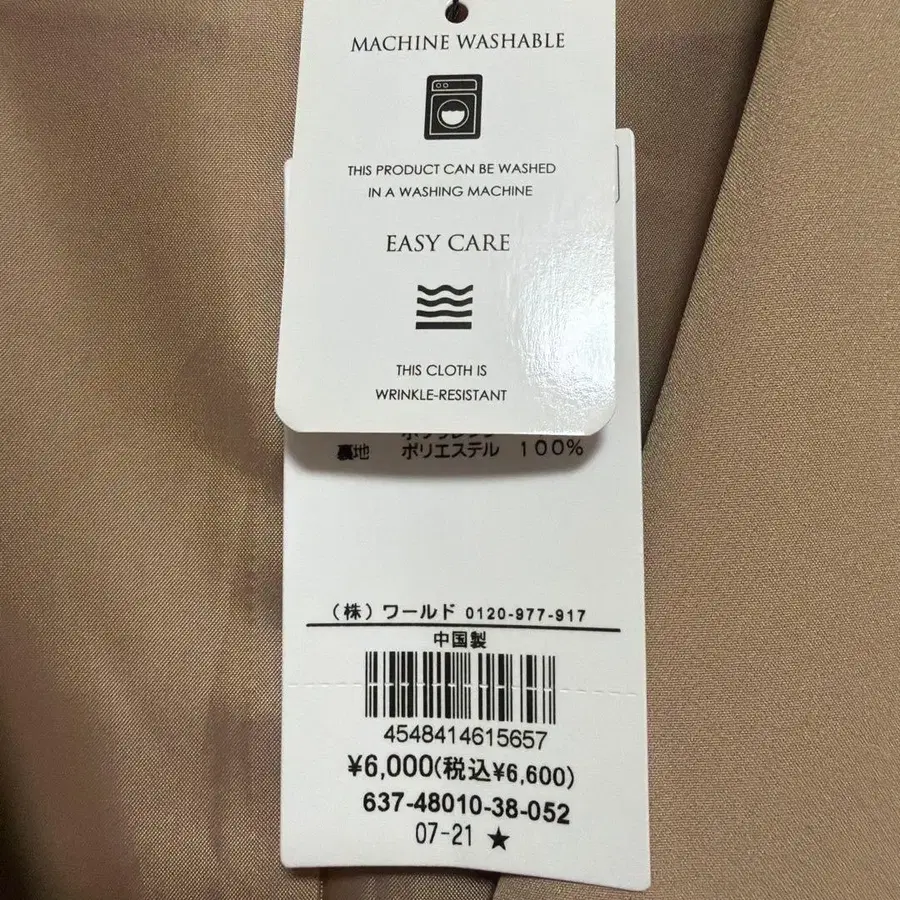 MACHINE WASHABLE
THIS PRODUCT CAN BE WASHED
IN A WASHING MACHINE
EASY CARE
THIS CLOTH IS
WRINKLE-RESISTANT
裏地 ポリエステル 100%
(株)ワールド 0120-977-917
中国製
4548414615657
¥6,000(税込¥6,600)
637-48010-38-052
07-21 ★